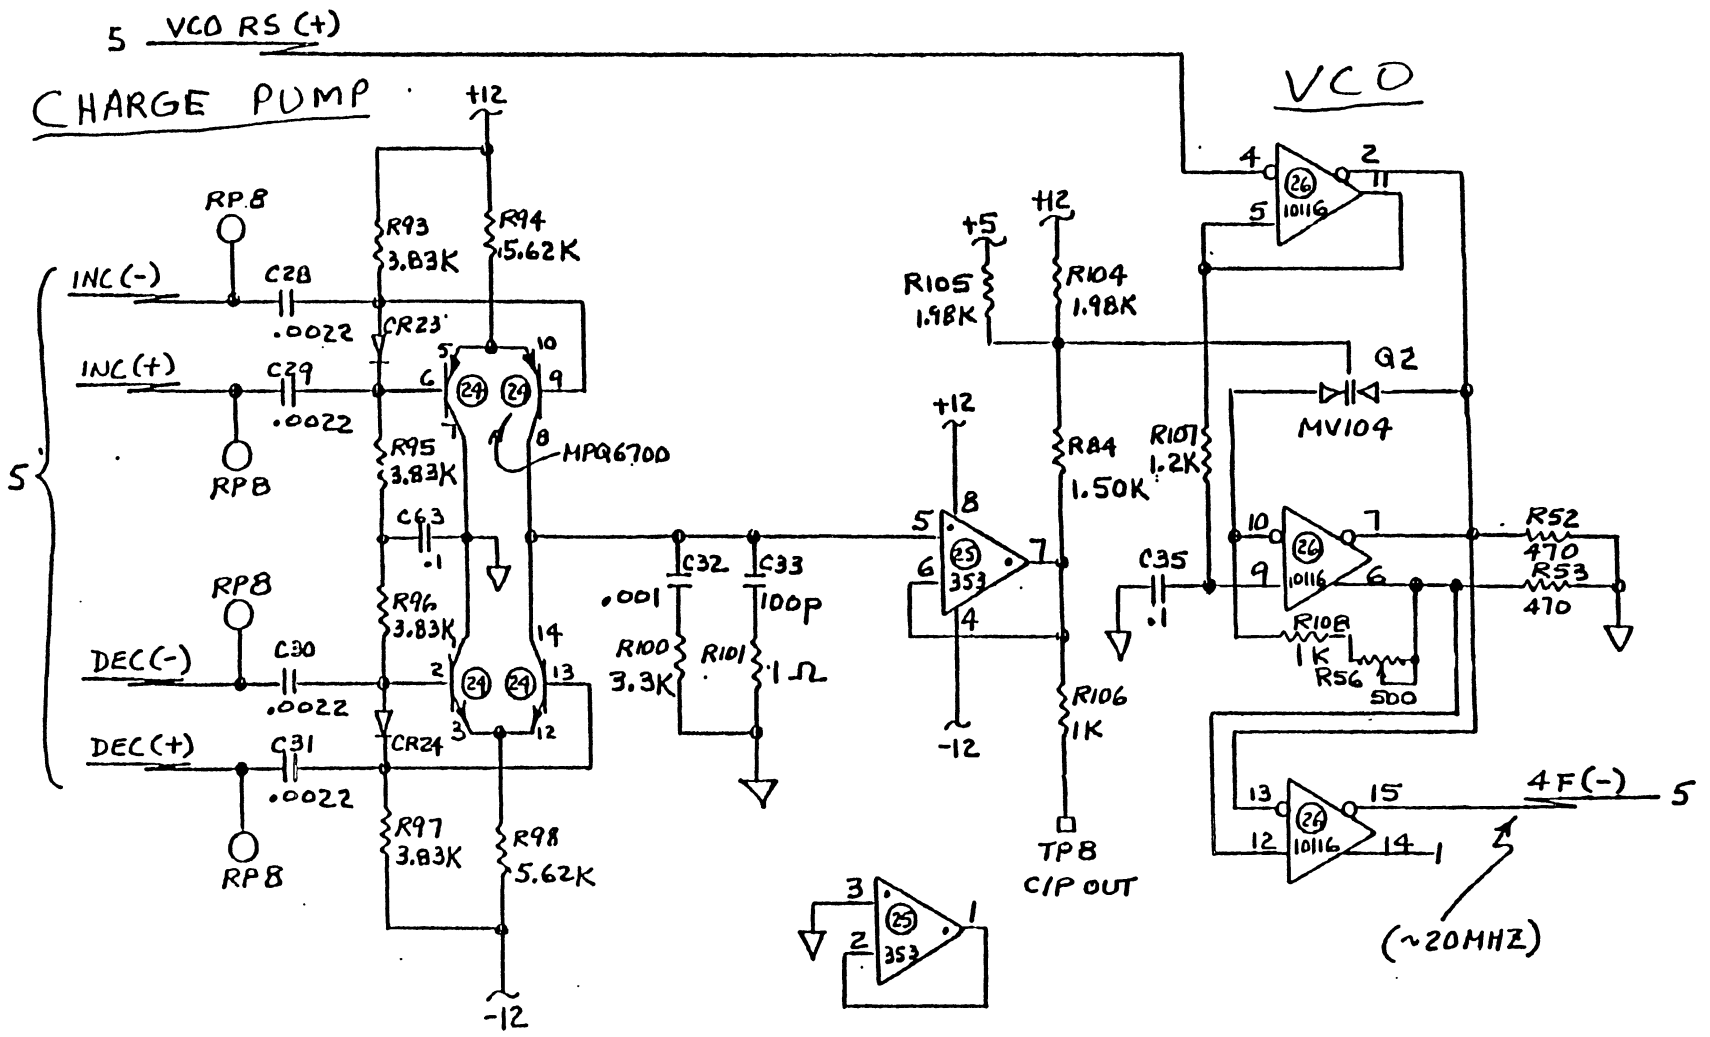 5 VCO RS (+)
CHARGE PUMP
VCO
+12
RP8
R93
3.83K
R94
5.62K
INC(-)
C28
.0022
CR23
INC(+)
C29
.0022
RP8
5
5
6
7
24
24
10
9
8
MPQ6700
R95
3.83K
C63
.1
R96
3.83K
RP8
DEC(-)
C30
.0022
2
3
24
24
14
13
12
CR24
DEC(+)
C31
.0022
RP8
R97
3.83K
R98
5.62K
-12
C32
.001
C33
100P
R100
3.3K
R101
1Ω
+12
5
6
8
25
353
7
4
-12
+5
+12
R105
1.98K
R104
1.98K
R84
1.50K
R106
1K
TP8
C/P OUT
3
2
25
353
1
4
5
26
10116
2
11
Q2
MV104
R107
1.2K
C35
.1
10
9
26
10116
7
6
R52
470
R53
470
R108
1K
R56
500
13
12
26
10116
15
14
4F(-) 5
(~20MHZ)